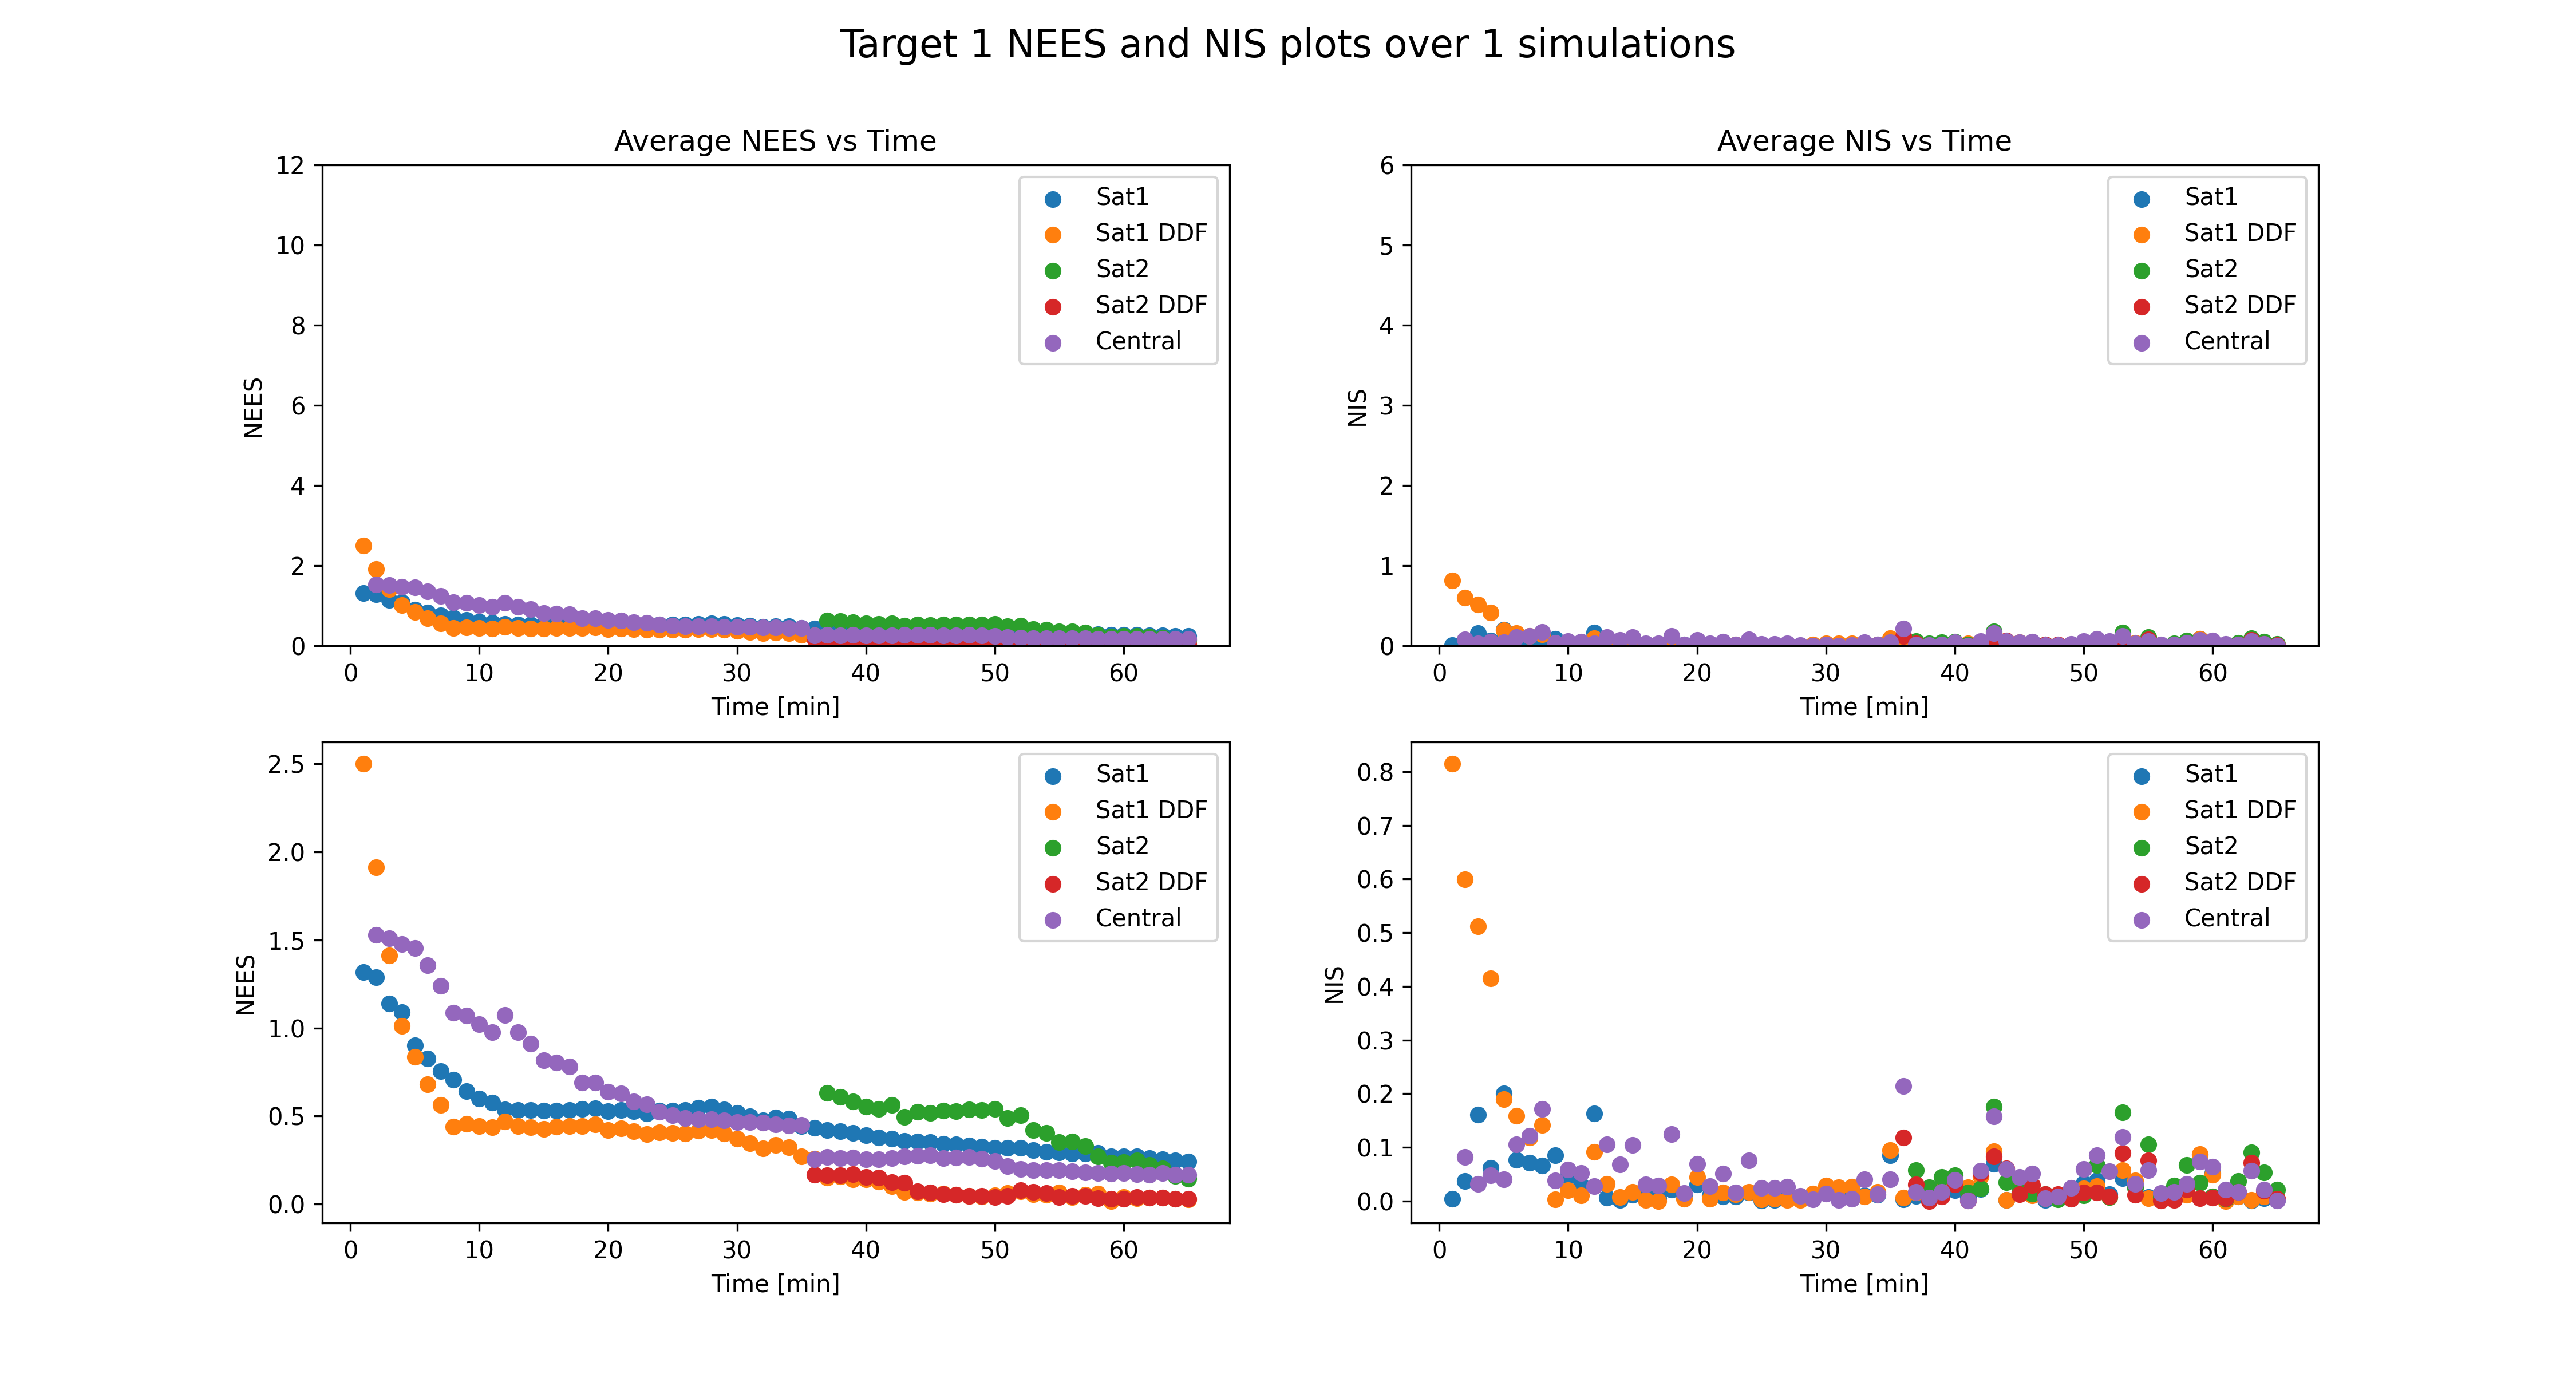 Target 1 NEES and NIS plots over 1 simulations
Average NEES vs Time
12
10
8
6
4
2
0
NEES
0 10 20 30 40 50 60
Time [min]
Sat1
Sat1 DDF
Sat2
Sat2 DDF
Central
Average NIS vs Time
6
5
4
3
2
1
0
NIS
0 10 20 30 40 50 60
Time [min]
Sat1
Sat1 DDF
Sat2
Sat2 DDF
Central
2.5
2.0
1.5
1.0
0.5
0.0
NEES
0 10 20 30 40 50 60
Time [min]
Sat1
Sat1 DDF
Sat2
Sat2 DDF
Central
0.8
0.7
0.6
0.5
0.4
0.3
0.2
0.1
0.0
NIS
0 10 20 30 40 50 60
Time [min]
Sat1
Sat1 DDF
Sat2
Sat2 DDF
Central